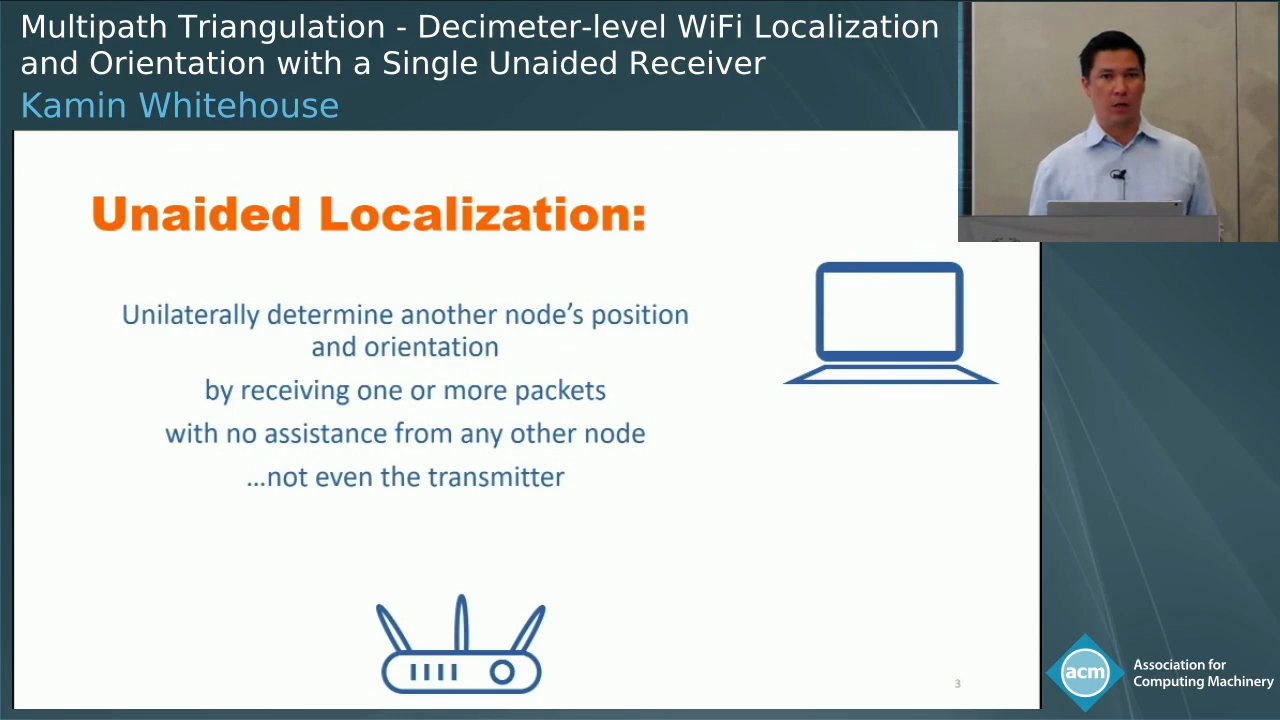 Multipath Triangulation - Decimeter-level WiFi Localization
and Orientation with a Single Unaided Receiver
Kamin Whitehouse
Unaided Localization:
Unilaterally determine another node’s position
and orientation
by receiving one or more packets
with no assistance from any other node
...not even the transmitter
3
acm
Association for
Computing Machinery